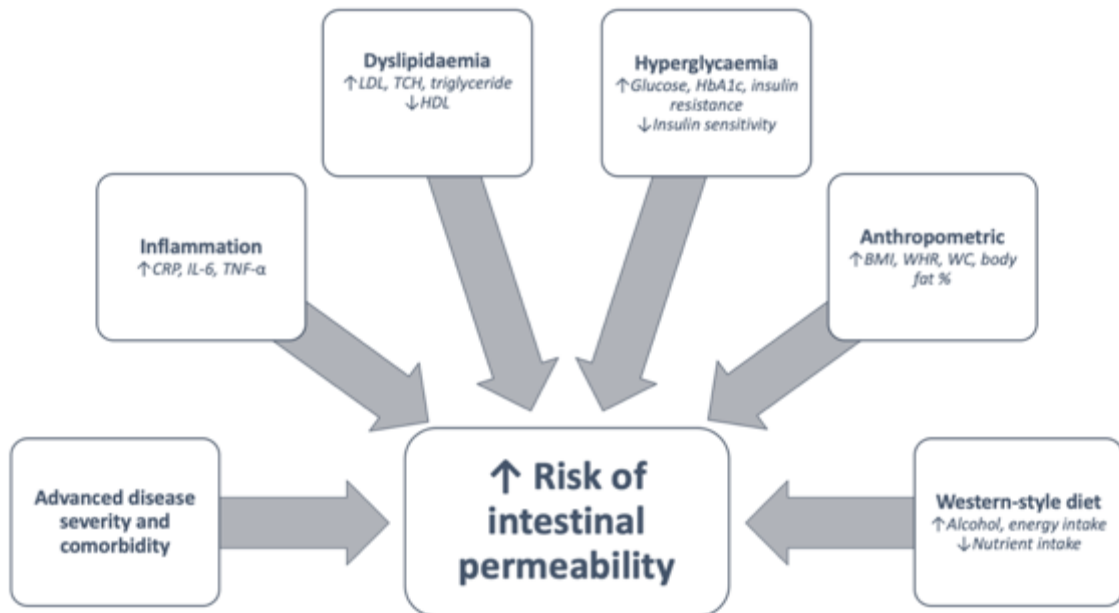 Dyslipidaemia
↑LDL, TCH, triglyceride
↓HDL
Hyperglycaemia
↑Glucose, HbA1c, insulin
resistance
↓Insulin sensitivity
Inflammation
↑CRP, IL-6, TNF-α
Anthropometric
↑BMI, WHR, WC, body
fat %
Advanced disease
severity and
comorbidity
↑ Risk of
intestinal
permeability
Western-style diet
↑Alcohol, energy intake
↓Nutrient intake